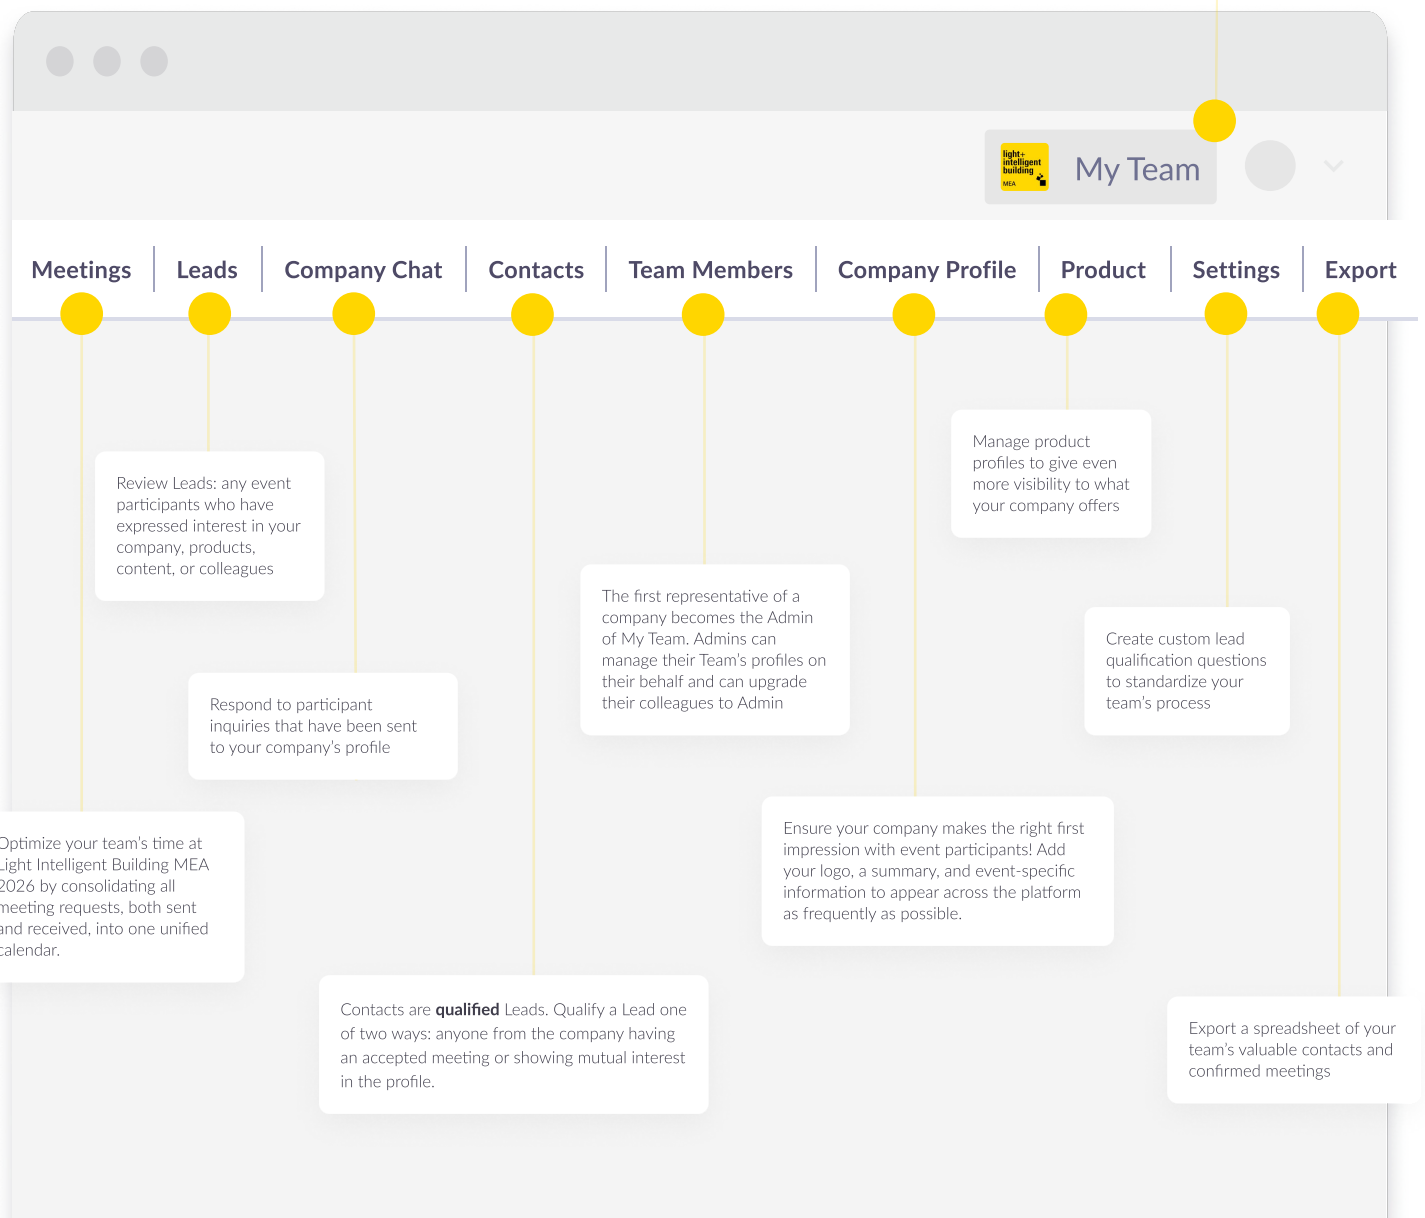 light+
intelligent
building
MEA
My Team
Meetings
Leads
Company Chat
Contacts
Team Members
Company Profile
Product
Settings
Export
Manage product
profiles to give even
more visibility to what
your company offers
Review Leads: any event
participants who have
expressed interest in your
company, products,
content, or colleagues
The first representative of a
company becomes the Admin
of My Team. Admins can
manage their Team’s profiles on
their behalf and can upgrade
their colleagues to Admin
Create custom lead
qualification questions
to standardize your
team’s process
Respond to participant
inquiries that have been sent
to your company’s profile
Optimize your team’s time at
Light Intelligent Building MEA
2026 by consolidating all
meeting requests, both sent
and received, into one unified
calendar.
Ensure your company makes the right first
impression with event participants! Add
your logo, a summary, and event-specific
information to appear across the platform
as frequently as possible.
Contacts are qualified Leads. Qualify a Lead one
of two ways: anyone from the company having
an accepted meeting or showing mutual interest
in the profile.
Export a spreadsheet of your
team’s valuable contacts and
confirmed meetings